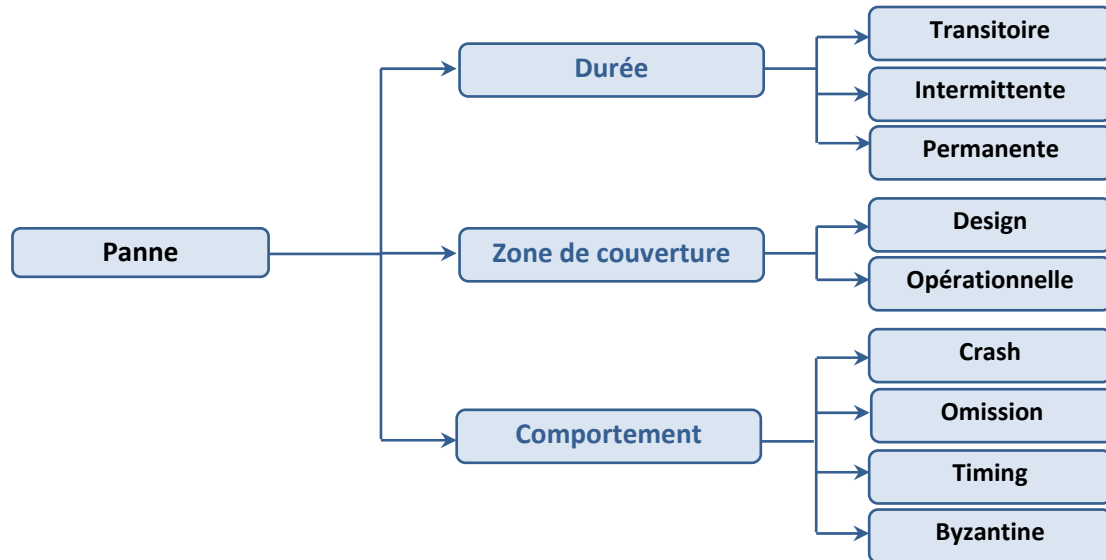 Panne
Durée
Transitoire
Intermittente
Permanente
Zone de couverture
Design
Opérationnelle
Comportement
Crash
Omission
Timing
Byzantine